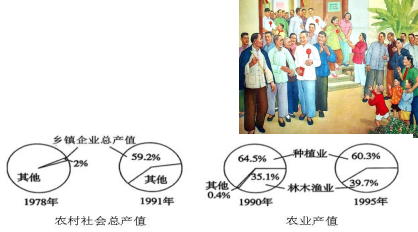 乡镇企业总产值
2%
其他
1978年
59.2%
其他
1991年
农村社会总产值
种植业
林木渔业
64.5%
35.1%
其他
0.4%
1990年
60.3%
39.7%
1995年
农业产值